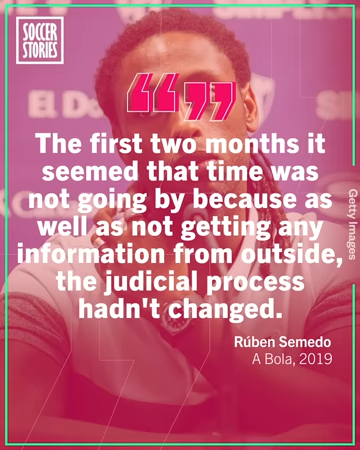 SOCCER
STORIES
El D
The first two months it
seemed that time was
not going by because as
well as not getting any
information from outside,
the judicial process
hadn't changed.
Rúben Semedo
A Bola, 2019
Getty Images